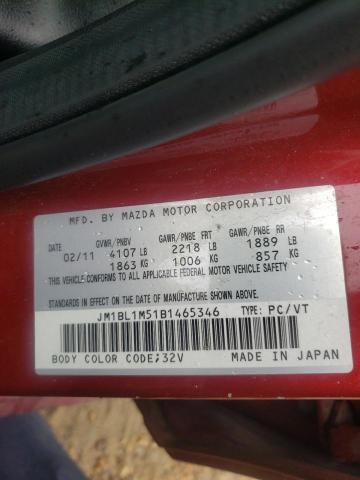 MFD. BY MAZDA MOTOR CORPORATION
GVWR/PNBV GAWR/PNBE FRT GAWR/PNBE RR
02/11 4107 LB 2218 LB 1889 LB
1863 KG 1006 KG 857 KG
THIS VEHICLE CONFORMS TO ALL APPLICABLE FEDERAL MOTOR VEHICLE SAFETY
STANDARDS IN EFFECT ON THE DATE OF MANUFACTURE SHOWN ABOVE.
JM1BL1M51B1465346 TYPE: PC/VT
BODY COLOR CODE;32V MADE IN JAPAN